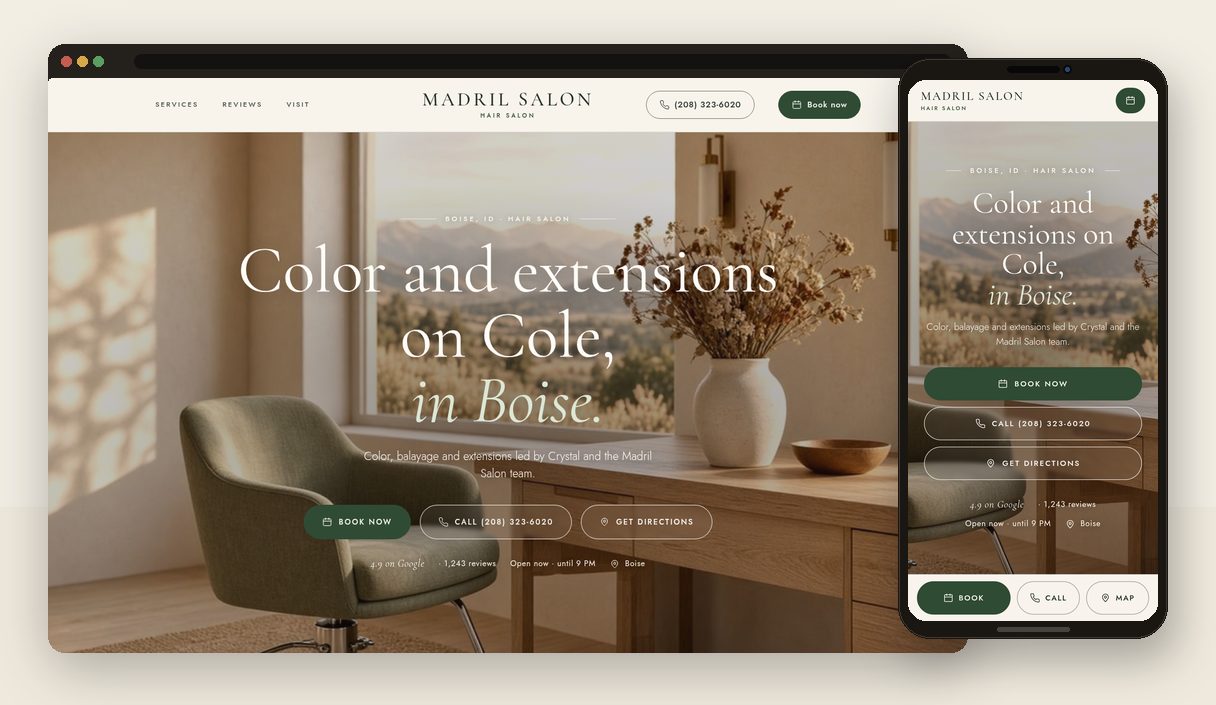 SERVICES REVIEWS VISIT
MADRIL SALON
HAIR SALON
(208) 323-6020
Book now
BOISE, ID · HAIR SALON
Color and extensions
on Cole,
in Boise.
Color, balayage and extensions led by Crystal and the Madril
Salon team.
BOOK NOW
CALL (208) 323-6020
GET DIRECTIONS
4.9 on Google · 1,243 reviews Open now · until 9 PM Boise
MADRIL SALON
HAIR SALON
BOISE, ID · HAIR SALON
Color and
extensions on
Cole,
in Boise.
Color, balayage and extensions led by Crystal and the
Madril Salon team.
BOOK NOW
CALL (208) 323-6020
GET DIRECTIONS
4.9 on Google · 1,243 reviews
Open now · until 9 PM Boise
BOOK CALL MAP